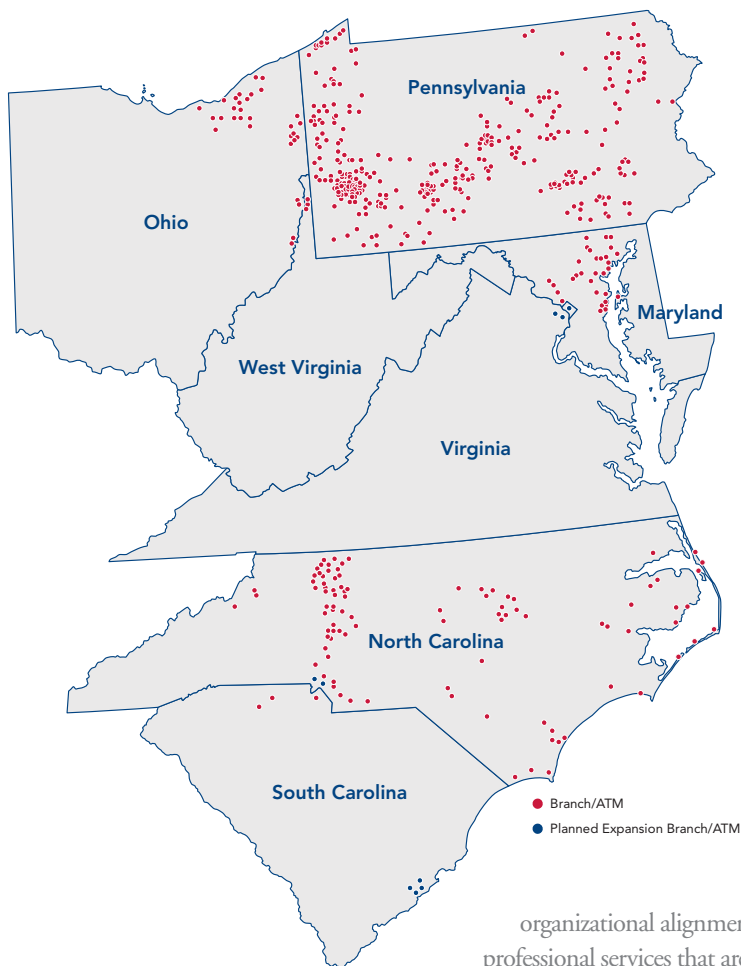 Pennsylvania
Ohio
Maryland
West Virginia
Virginia
North Carolina
South Carolina
Branch/ATM
Planned Expansion Branch/ATM
organizational alignment
professional services that are